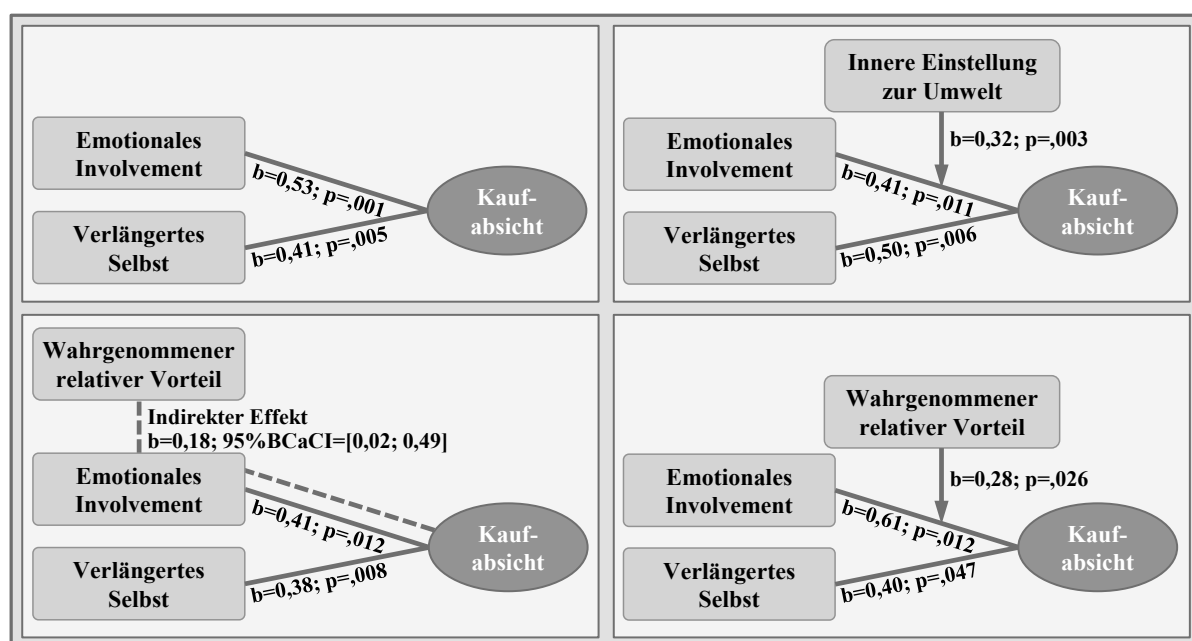 Emotionales
Involvement
b=0,53; p=,001
Verlängertes
Selbst
b=0,41; p=,005
Kauf-
absicht
Innere Einstellung
zur Umwelt
b=0,32; p=,003
Emotionales
Involvement
b=0,41; p=,011
Verlängertes
Selbst
b=0,50; p=,006
Kauf-
absicht
Wahrgenommener
relativer Vorteil
Indirekter Effekt
b=0,18; 95%BCaCI=[0,02; 0,49]
Emotionales
Involvement
b=0,41; p=,012
Verlängertes
Selbst
b=0,38; p=,008
Kauf-
absicht
Wahrgenommener
relativer Vorteil
b=0,28; p=,026
Emotionales
Involvement
b=0,61; p=,012
Verlängertes
Selbst
b=0,40; p=,047
Kauf-
absicht